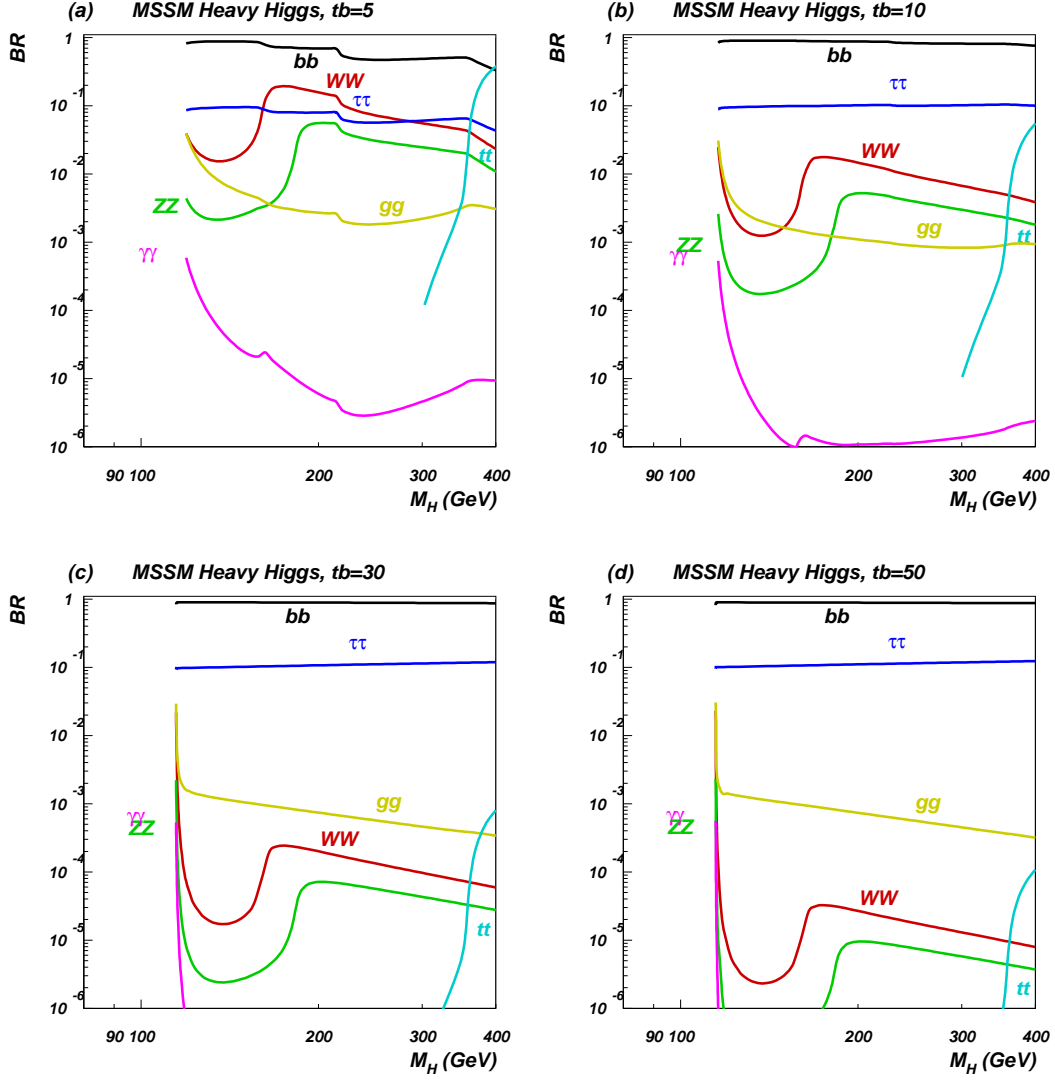 (a) MSSM Heavy Higgs, tb=5
BR
1
10 -1
10 -2
10 -3
10 -4
10 -5
10 -6
bb
WW
ττ
tt
ZZ
gg
γγ
90 100 200 300 400
M_H (GeV)
(b) MSSM Heavy Higgs, tb=10
BR
1
10 -1
10 -2
10 -3
10 -4
10 -5
10 -6
bb
ττ
WW
gg
tt
ZZ
γγ
90 100 200 300 400
M_H (GeV)
(c) MSSM Heavy Higgs, tb=30
BR
1
10 -1
10 -2
10 -3
10 -4
10 -5
10 -6
bb
ττ
gg
γγ
ZZ
WW
tt
90 100 200 300 400
M_H (GeV)
(d) MSSM Heavy Higgs, tb=50
BR
1
10 -1
10 -2
10 -3
10 -4
10 -5
10 -6
bb
ττ
gg
γγ
ZZ
WW
tt
90 100 200 300 400
M_H (GeV)